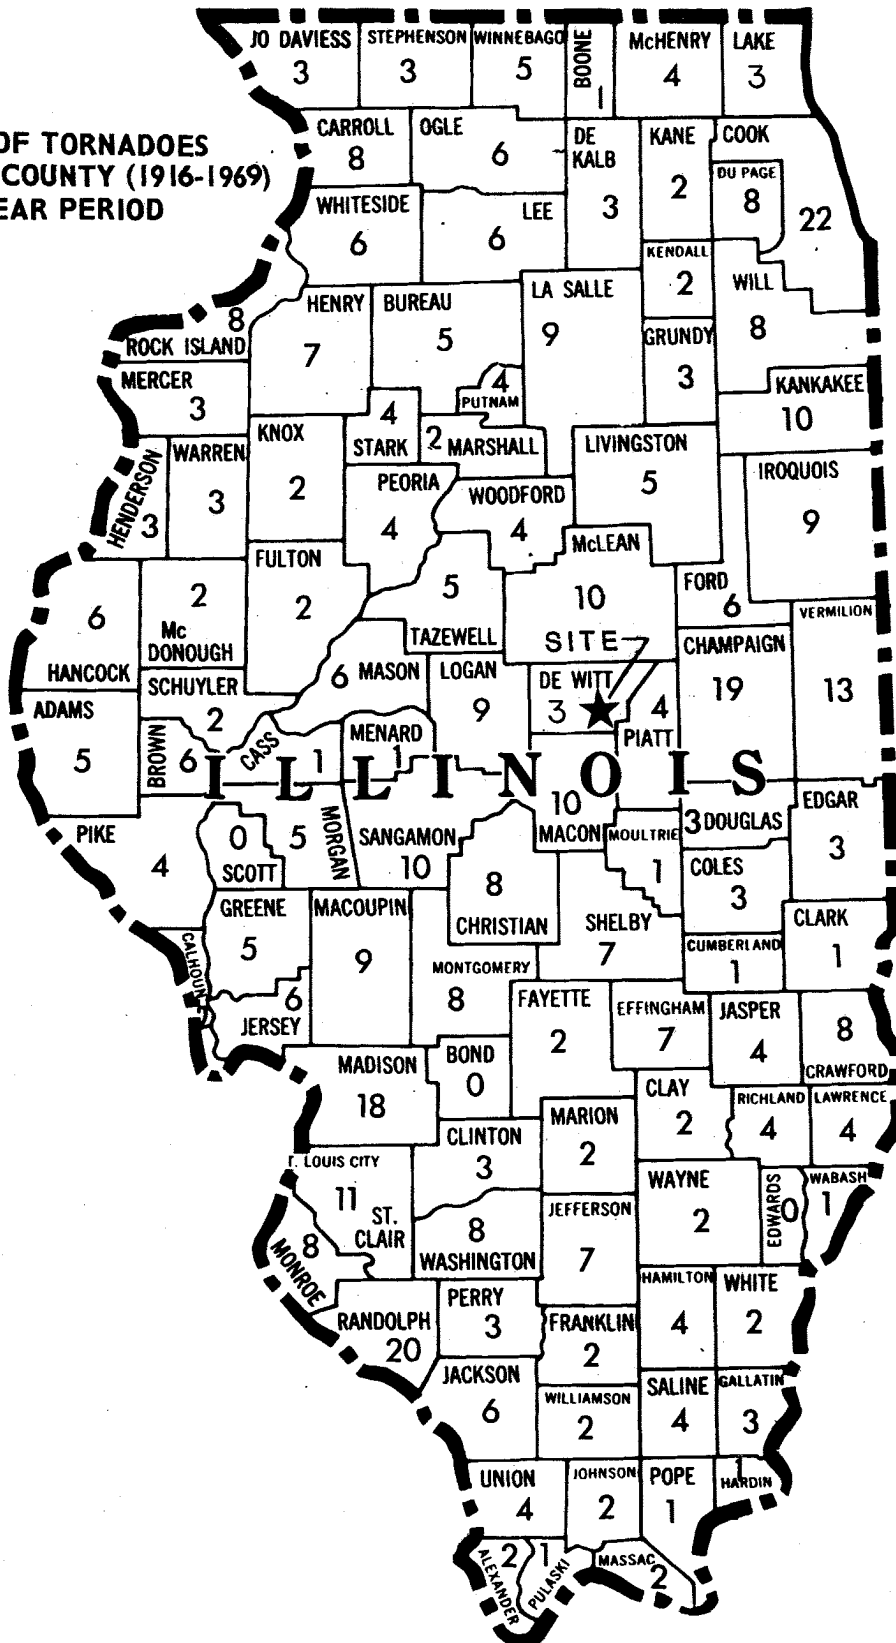 OF TORNADOES
COUNTY (1916-1969)
EAR PERIOD
JO DAVIESS
3
STEPHENSON
3
WINNEBAGO
5
BOONE
1
McHENRY
4
LAKE
3
CARROLL
8
OGLE
6
DE
KALB
3
KANE
2
COOK
22
DU PAGE
8
WHITESIDE
6
LEE
6
KENDALL
2
WILL
8
8
ROCK ISLAND
HENRY
7
BUREAU
5
LA SALLE
9
GRUNDY
3
4
PUTNAM
KANKAKEE
10
MERCER
3
4
STARK
2 MARSHALL
KNOX
2
WARREN
3
HENDERSON
3
PEORIA
4
WOODFORD
4
LIVINGSTON
5
IROQUOIS
9
McLEAN
10
FORD
6
FULTON
2
5
TAZEWELL
2
Mc
DONOUGH
6
HANCOCK
VERMILION
13
CHAMPAIGN
19
SITE
6 MASON
LOGAN
9
DE WITT
3
4
PIATT
SCHUYLER
2
ADAMS
5
BROWN
6
CASS
1
MENARD
1
ILLINOIS
10
MACON
MOULTRIE
1
3 DOUGLAS
EDGAR
3
PIKE
4
0
SCOTT
5
MORGAN
SANGAMON
10
8
CHRISTIAN
SHELBY
7
COLES
3
CLARK
1
CUMBERLAND
1
GREENE
5
MACOUPIN
9
CALHOUN
6
JERSEY
MONTGOMERY
8
FAYETTE
2
EFFINGHAM
7
JASPER
4
8
CRAWFORD
MADISON
18
BOND
0
CLAY
2
RICHLAND
4
LAWRENCE
4
MARION
2
CLINTON
3
T. LOUIS CITY
11
ST.
CLAIR
8
MONROE
8
WASHINGTON
JEFFERSON
7
WAYNE
2
EDWARDS
0
WABASH
1
RANDOLPH
20
PERRY
3
FRANKLIN
2
HAMILTON
4
WHITE
2
JACKSON
6
WILLIAMSON
2
SALINE
4
GALLATIN
3
UNION
4
JOHNSON
2
POPE
1
1
HARDIN
2
ALEXANDER
1
PULASKI
MASSAC
2